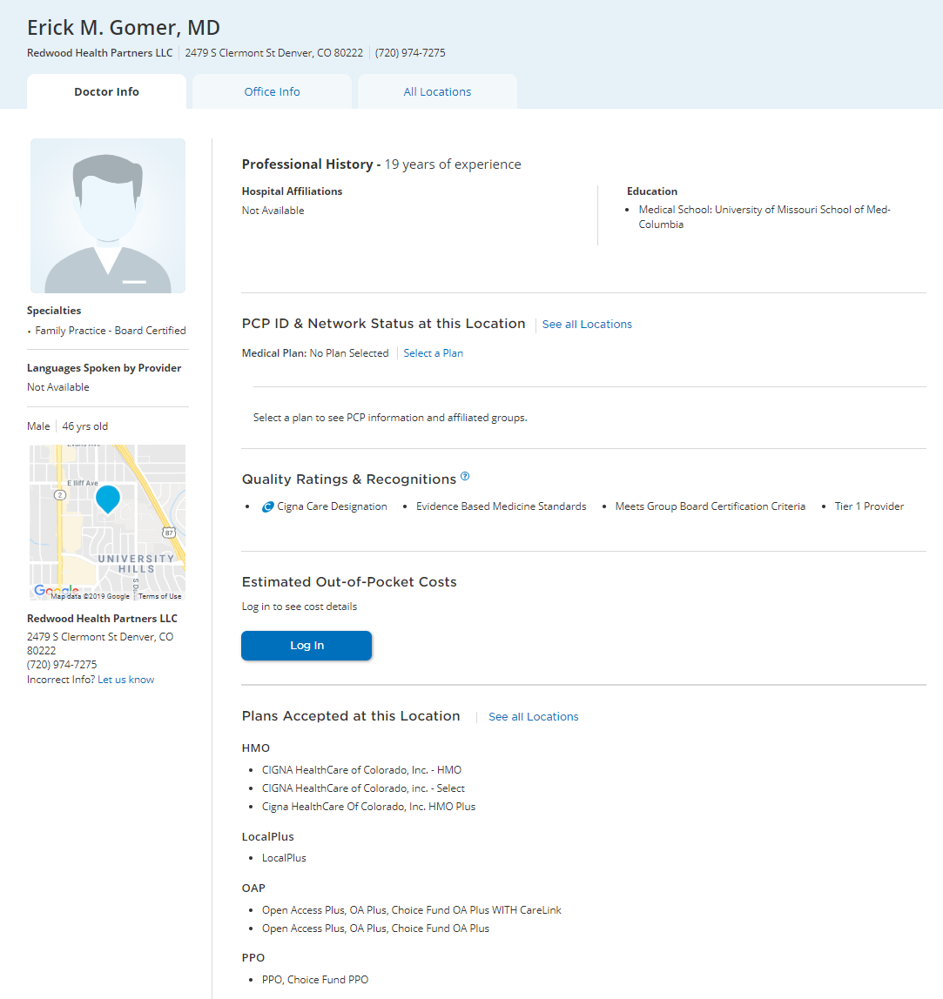 Erick M. Gomer, MD
Redwood Health Partners LLC 2479 S Clermont St Denver, CO 80222 (720) 974-7275
Doctor Info Office Info All Locations
Specialties
• Family Practice - Board Certified
Languages Spoken by Provider
Not Available
Male 46 yrs old
Evans Ave
E Iliff Ave
2
87
UNIVERSITY
HILLS
Google
Map data ©2019 Google Terms of Use
Redwood Health Partners LLC
2479 S Clermont St Denver, CO
80222
(720) 974-7275
Incorrect Info? Let us know
Professional History - 19 years of experience
Hospital Affiliations
Not Available
Education
• Medical School: University of Missouri School of Med-
Columbia
PCP ID & Network Status at this Location See all Locations
Medical Plan: No Plan Selected Select a Plan
Select a plan to see PCP information and affiliated groups.
Quality Ratings & Recognitions ?
• C Cigna Care Designation • Evidence Based Medicine Standards • Meets Group Board Certification Criteria • Tier 1 Provider
Estimated Out-of-Pocket Costs
Log in to see cost details
Log In
Plans Accepted at this Location See all Locations
HMO
• CIGNA HealthCare of Colorado, Inc. - HMO
• CIGNA HealthCare of Colorado, inc. - Select
• Cigna HealthCare Of Colorado, Inc. HMO Plus
LocalPlus
• LocalPlus
OAP
• Open Access Plus, OA Plus, Choice Fund OA Plus WITH CareLink
• Open Access Plus, OA Plus, Choice Fund OA Plus
PPO
• PPO, Choice Fund PPO